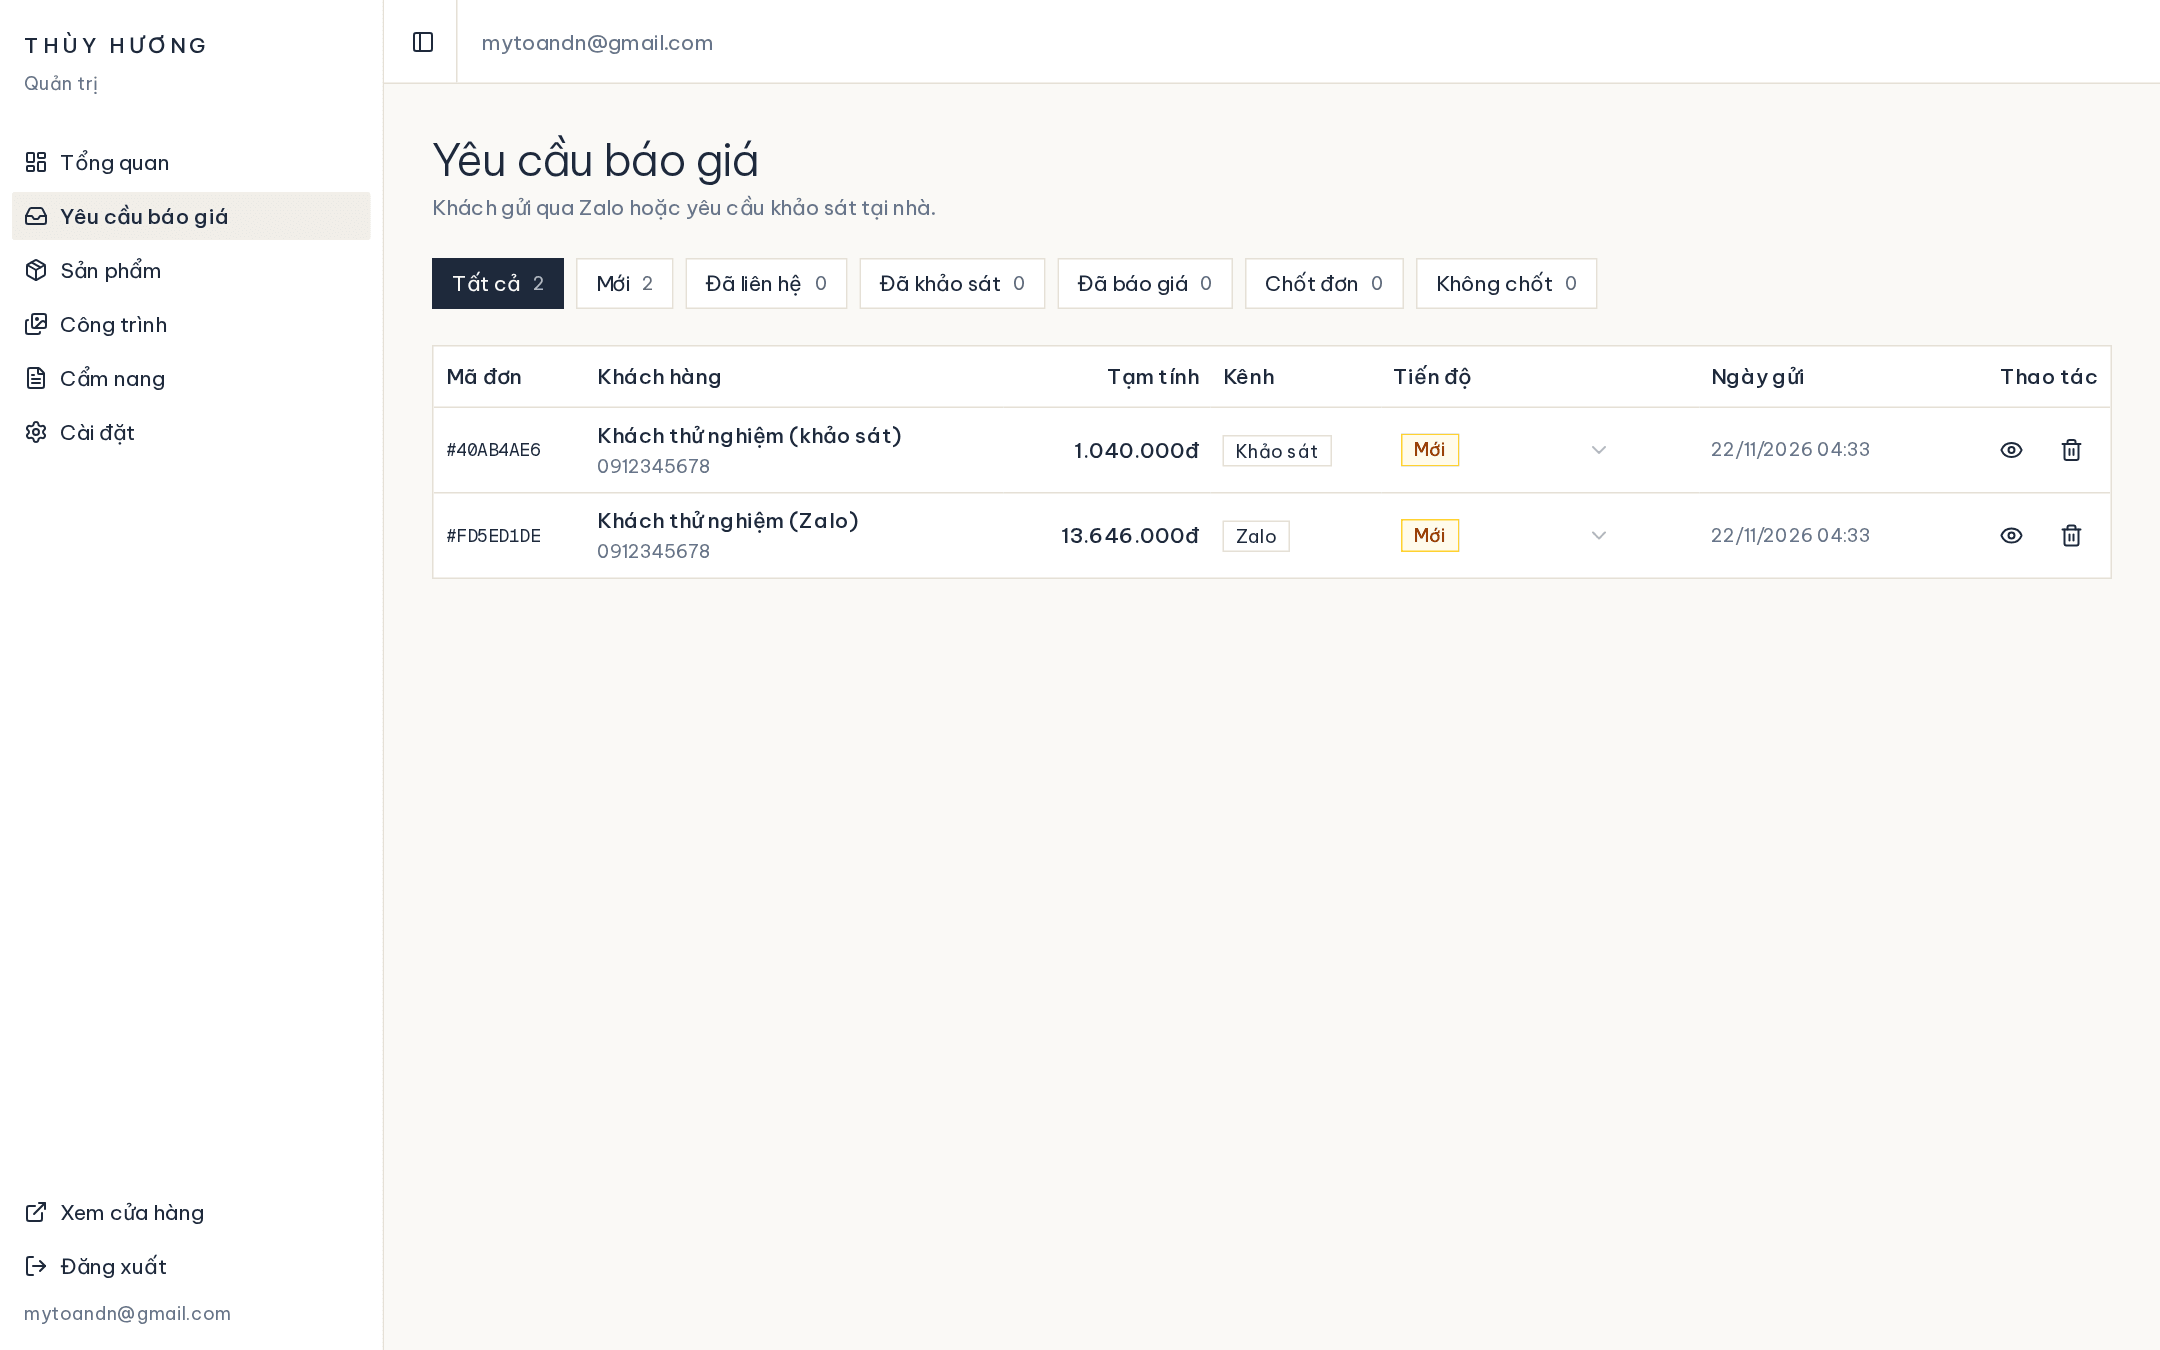 THÙY HƯƠNG
Quản trị
Tổng quan
Yêu cầu báo giá
Sản phẩm
Công trình
Cẩm nang
Cài đặt
Xem cửa hàng
Đăng xuất
mytoandn@gmail.com
mytoandn@gmail.com
Yêu cầu báo giá
Khách gửi qua Zalo hoặc yêu cầu khảo sát tại nhà.
Tất cả 2 Mới 2 Đã liên hệ 0 Đã khảo sát 0 Đã báo giá 0 Chốt đơn 0 Không chốt 0
Mã đơn Khách hàng Tạm tính Kênh Tiến độ Ngày gửi Thao tác
#40AB4AE6 Khách thử nghiệm (khảo sát) 1.040.000đ Khảo sát Mới 22/11/2026 04:33
0912345678
#FD5ED1DE Khách thử nghiệm (Zalo) 13.646.000đ Zalo Mới 22/11/2026 04:33
0912345678